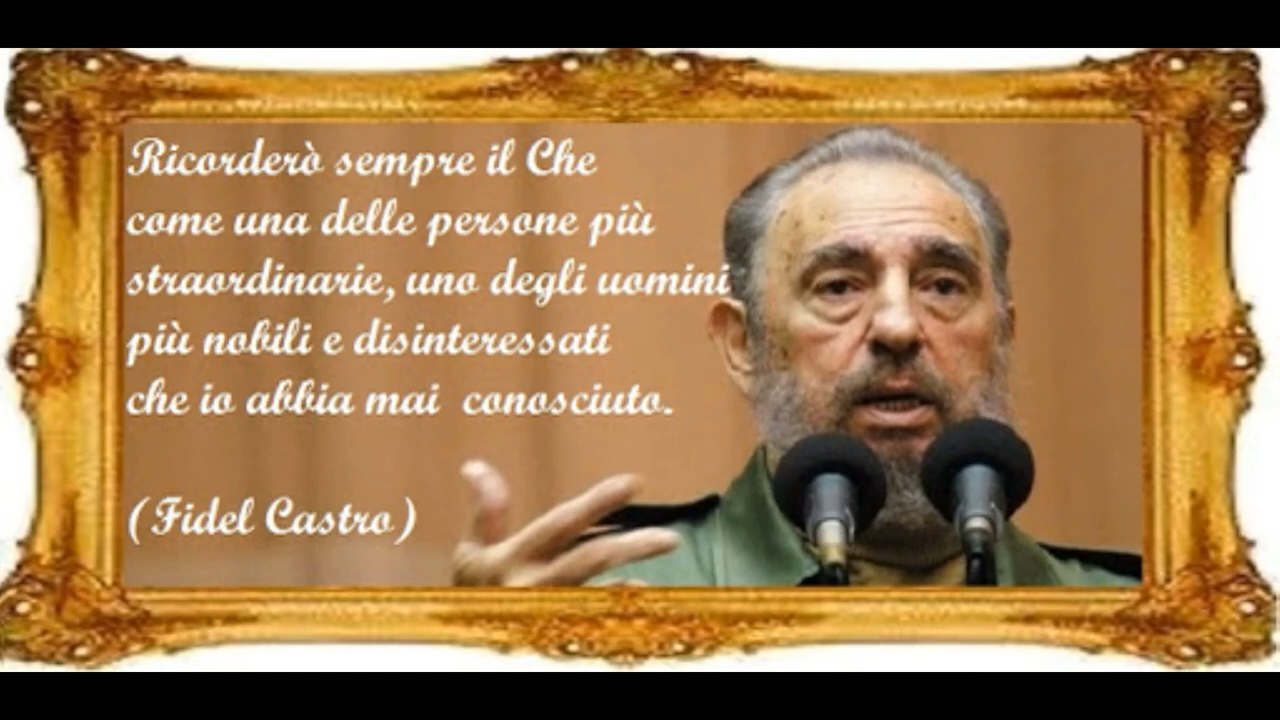 Ricorderò sempre il Che
come una delle persone più
straordinarie, uno degli uomini
più nobili e disinteressati
che io abbia mai conosciuto.
(Fidel Castro)